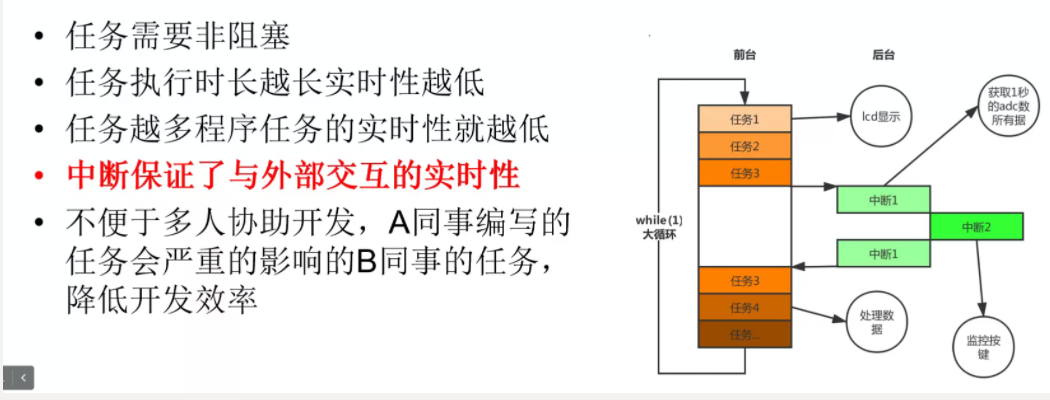 • 任务需要非阻塞
• 任务执行时长越长实时性越低
• 任务越多程序任务的实时性就越低
• 中断保证了与外部交互的实时性
• 不便于多人协助开发，A同事编写的
任务会严重的影响的B同事的任务，
降低开发效率
前台
后台
while(1)
大循环
任务1
任务2
任务3
任务3
任务4
任务...
lcd显示
获取1秒
的adc数
所有据
中断1
中断2
中断1
处理数
据
监控按
键